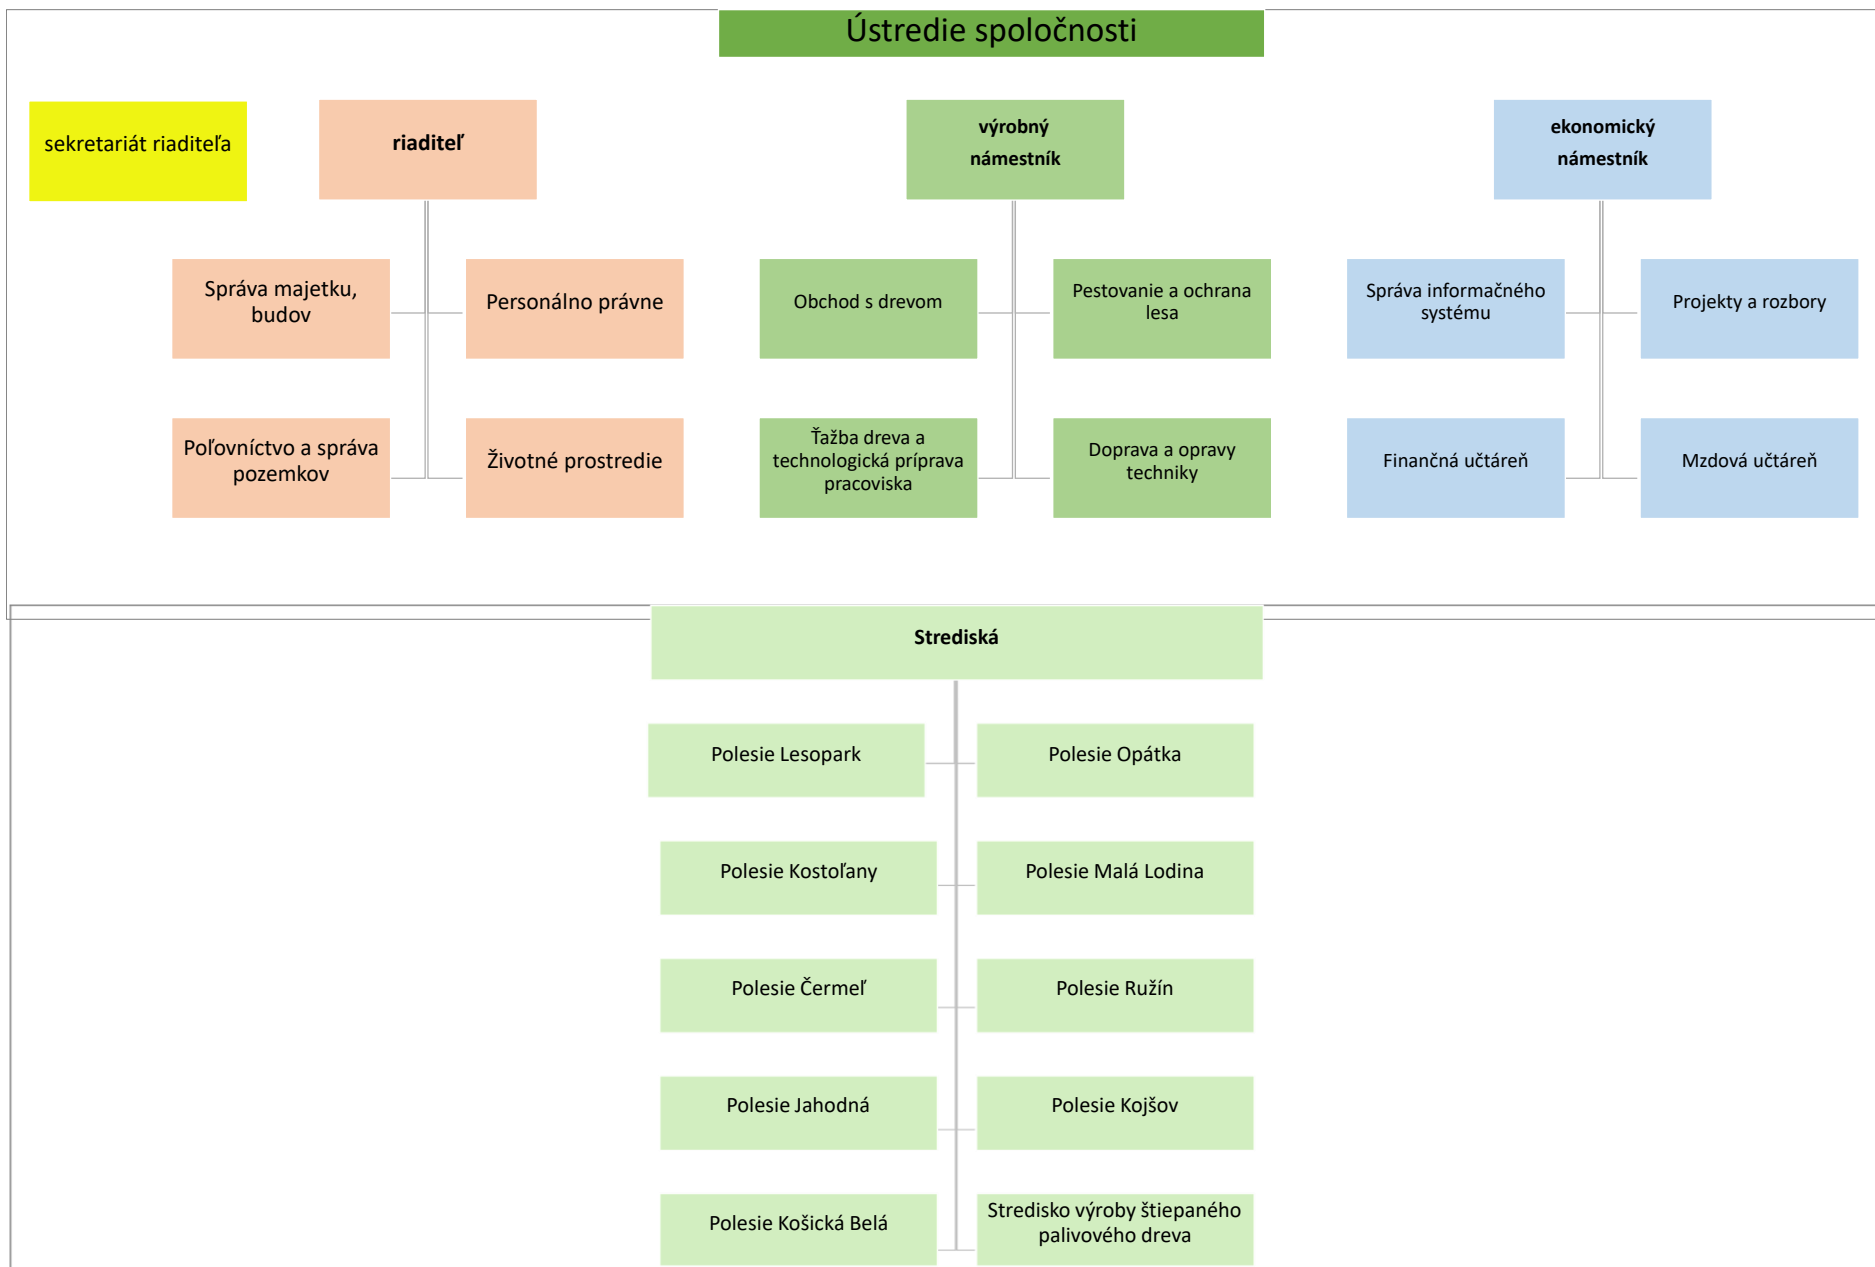 Ústredie spoločnosti
sekretariát riaditeľa
riaditeľ
výrobný
námestník
ekonomický
námestník
Správa majetku,
budov
Personálno právne
Obchod s drevom
Pestovanie a ochrana
lesa
Správa informačného
systému
Projekty a rozbory
Poľovníctvo a správa
pozemkov
Životné prostredie
Ťažba dreva a
technologická príprava
pracoviska
Doprava a opravy
techniky
Finančná učtáreň
Mzdová učtáreň
Strediská
Polesie Lesopark
Polesie Opátka
Polesie Kostoľany
Polesie Malá Lodina
Polesie Čermeľ
Polesie Ružín
Polesie Jahodná
Polesie Kojšov
Polesie Košická Belá
Stredisko výroby štiepaného
palivového dreva